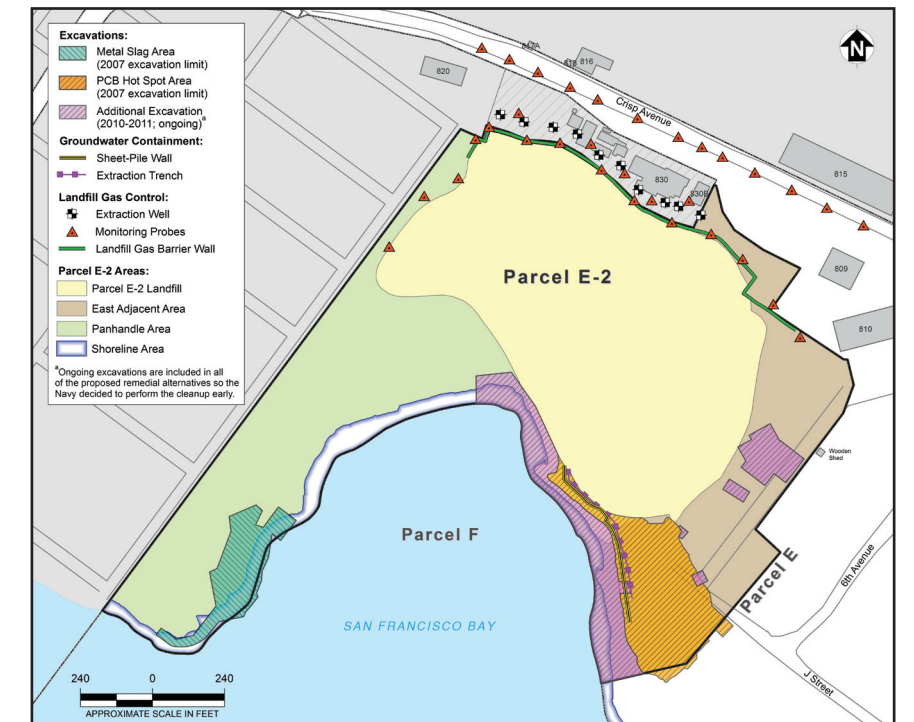 Excavations:
Metal Slag Area
(2007 excavation limit)
PCB Hot Spot Area
(2007 excavation limit)
Additional Excavation
(2010-2011; ongoing)a
Groundwater Containment:
Sheet-Pile Wall
Extraction Trench
Landfill Gas Control:
Extraction Well
Monitoring Probes
Landfill Gas Barrier Wall
Parcel E-2 Areas:
Parcel E-2 Landfill
East Adjacent Area
Panhandle Area
Shoreline Area
aOngoing excavations are included in all
of the proposed remedial alternatives so the
Navy decided to perform the cleanup early.
N
820
816
Crisp Avenue
815
830
830B
809
810
Parcel E-2
Wooden
Shed
Parcel F
SAN FRANCISCO BAY
Parcel E
6th Avenue
J Street
240 0 240
APPROXIMATE SCALE IN FEET